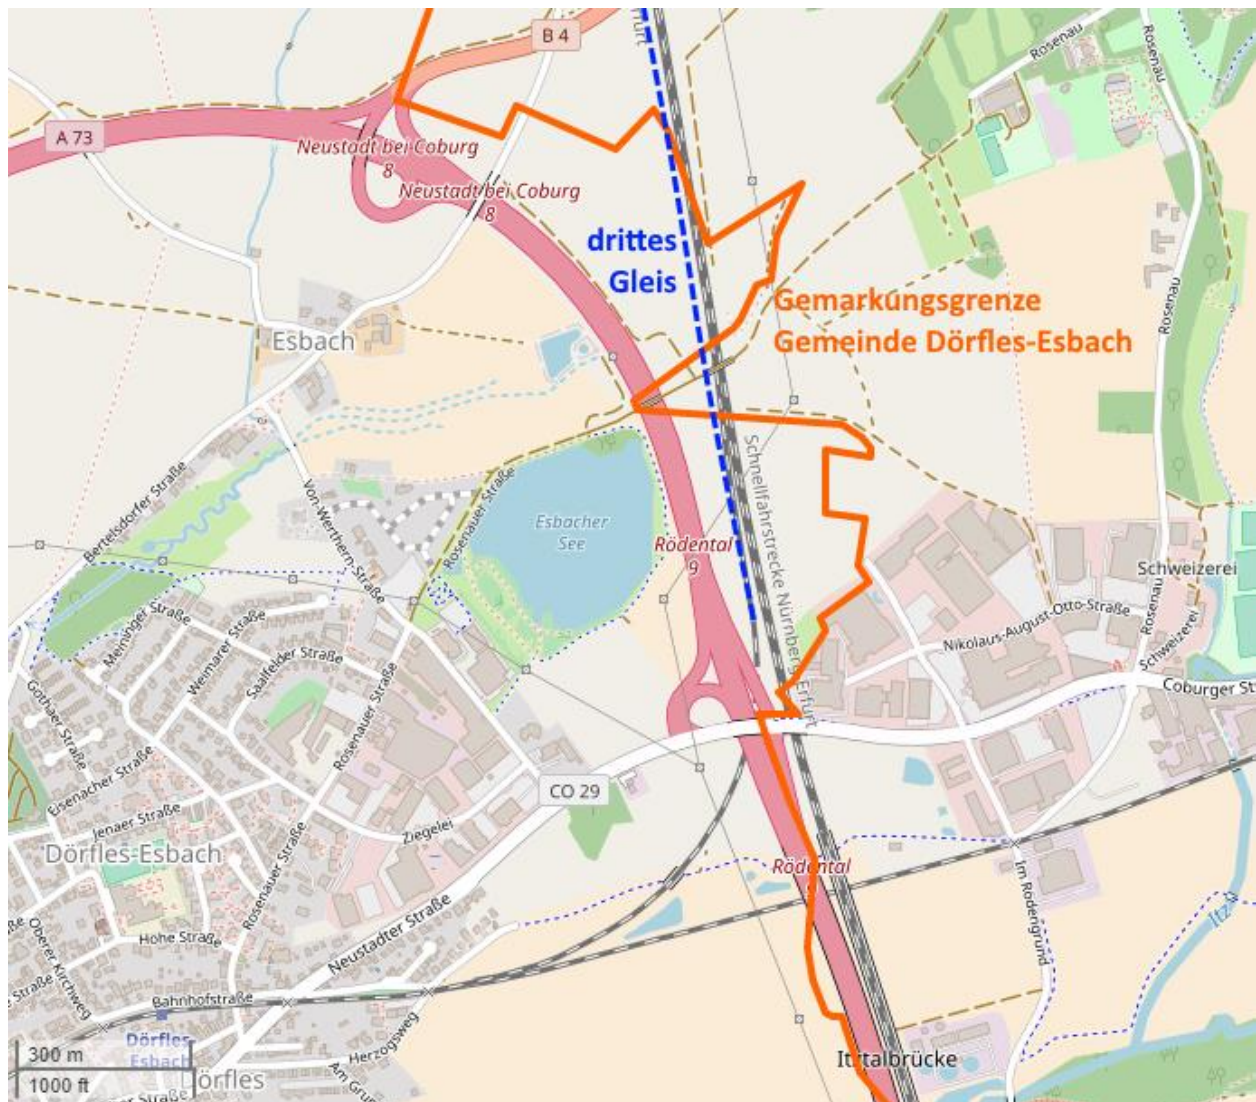 B 4
Rosenau
Rosenau
A 73
Neustadt bei Coburg
8
Neustadt bei Coburg
8
drittes
Gleis
Rosenau
Gemarkungsgrenze
Gemeinde Dörfles-Esbach
Esbach
Schnellfahrstrecke Nürnberg-Erfurt
Bertelsdorfer Straße
Von-Werthern-Straße
Rosenauer Straße
Esbacher
See
Rödental
9
Schweizerei
Nikolaus-August-Otto-Straße
Rosenau
Schweizerei
Coburger St
Meininger Straße
Weimarer Straße
Saalfelder Straße
Gothaer Straße
Rosenauer Straße
Eisenacher Straße
CO 29
Jenaer Straße
Ziegelei
Dörfles-Esbach
Rödental
Im Rödengrund
Itz
Rosenauer Straße
Neustadter Straße
Hohe Straße
Oberer Kirchweg
Bahnhofstraße
Dörfles-
Esbach
Herzogsweg
Itztalbrücke
300 m
1000 ft
Dörfles
Am Grun